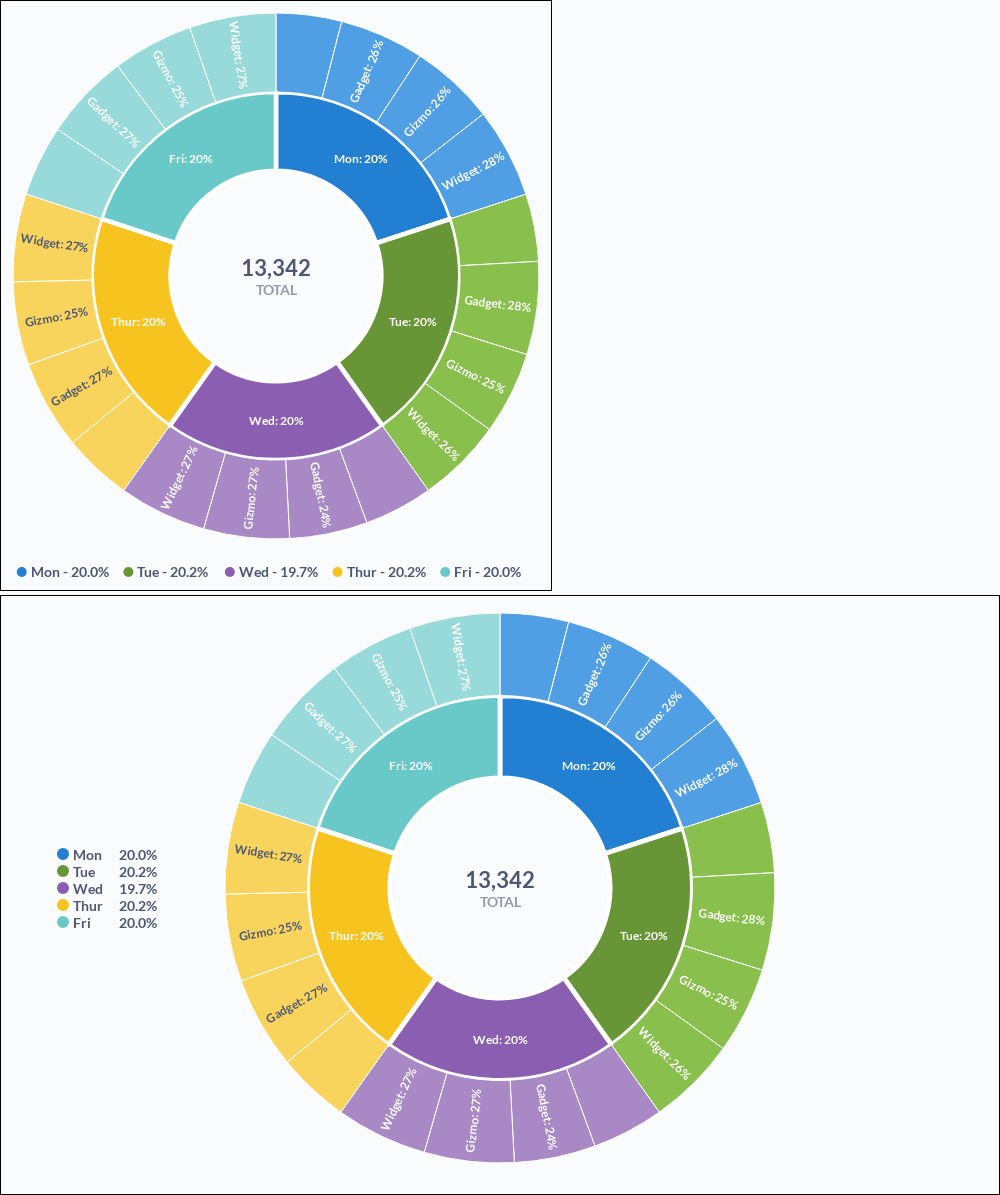 Widget: 27%
Gadget: 26%
Gizmo: 25%
Gizmo: 26%
Gadget: 27%
Fri: 20%
Mon: 20%
Widget: 28%
Widget: 27%
13,342
TOTAL
Gadget: 28%
Gizmo: 25%
Thur: 20%
Tue: 20%
Gadget: 27%
Gizmo: 25%
Wed: 20%
Widget: 26%
Widget: 27%
Gizmo: 27%
Gadget: 24%
Mon - 20.0%
Tue - 20.2%
Wed - 19.7%
Thur - 20.2%
Fri - 20.0%
Widget: 27%
Gadget: 26%
Gizmo: 25%
Gizmo: 26%
Gadget: 27%
Fri: 20%
Mon: 20%
Widget: 28%
Mon 20.0%
Tue 20.2%
Wed 19.7%
Thur 20.2%
Fri 20.0%
Widget: 27%
13,342
TOTAL
Gadget: 28%
Gizmo: 25%
Thur: 20%
Tue: 20%
Gadget: 27%
Gizmo: 25%
Wed: 20%
Widget: 26%
Widget: 27%
Gizmo: 27%
Gadget: 24%